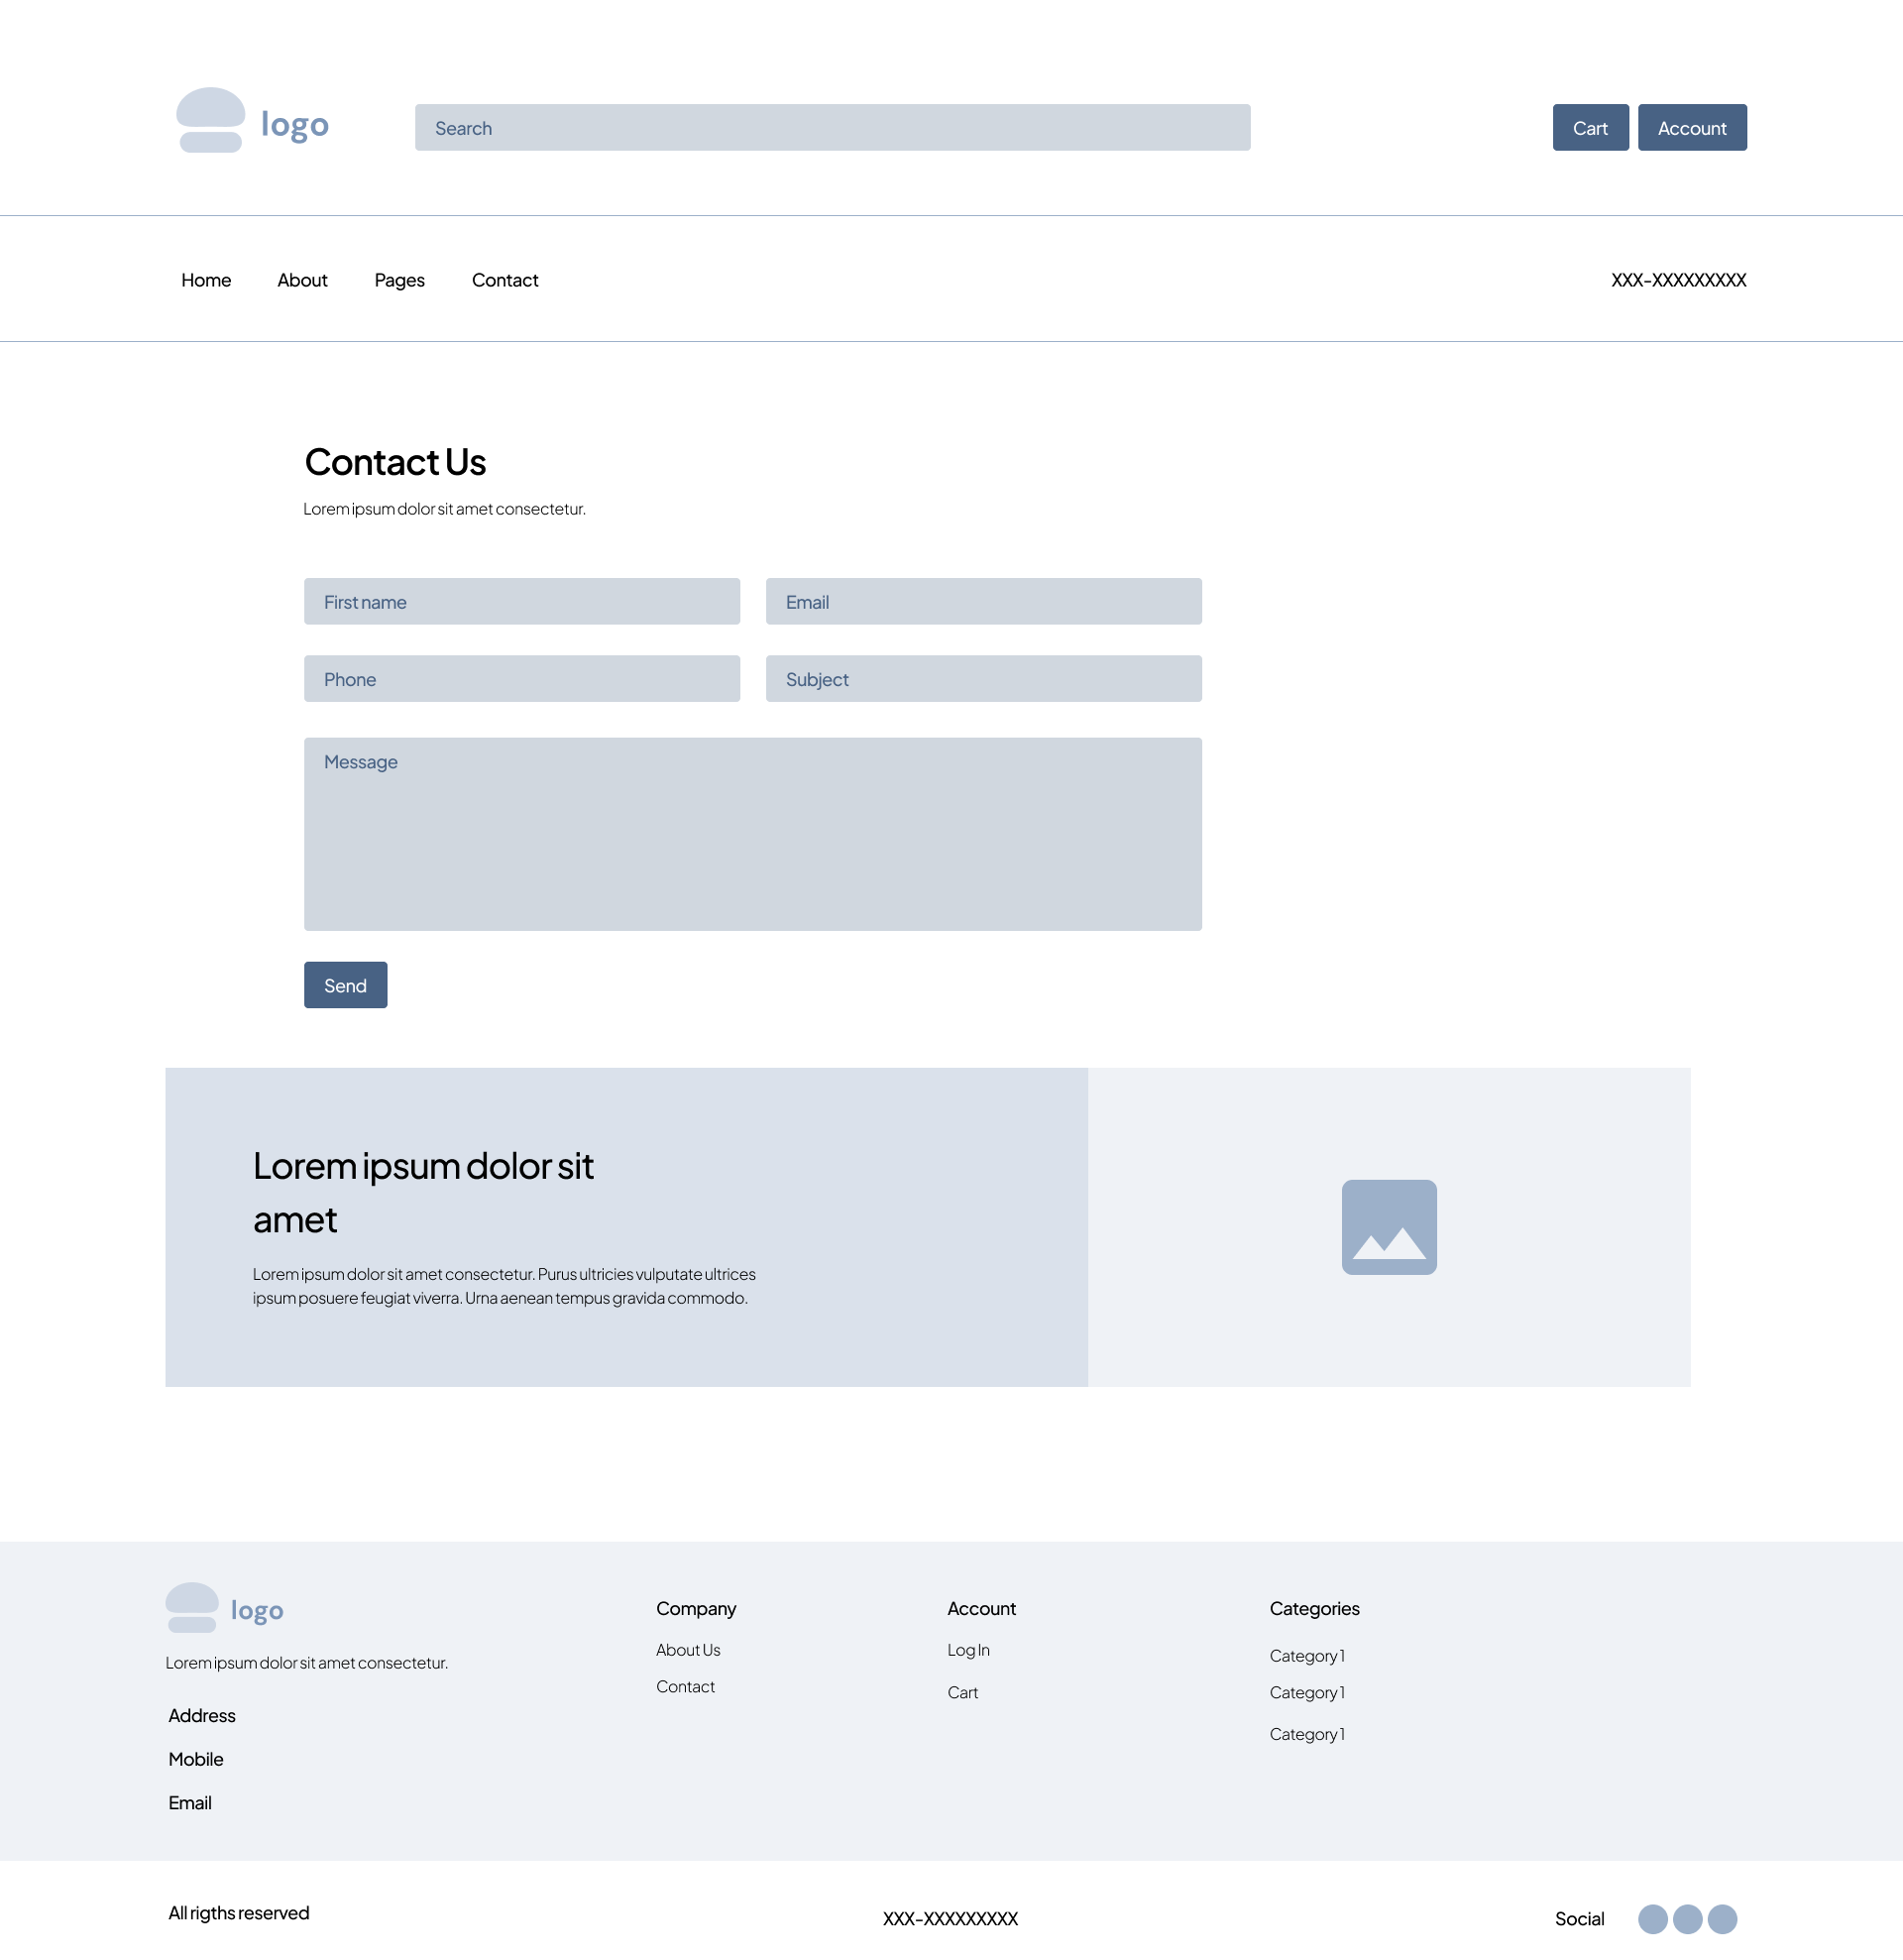 logo
Search
Cart
Account
Home
About
Pages
Contact
XXX-XXXXXXXXX
Contact Us
Lorem ipsum dolor sit amet consectetur.
First name
Email
Phone
Subject
Message
Send
Lorem ipsum dolor sit
amet
Lorem ipsum dolor sit amet consectetur. Purus ultricies vulputate ultrices
ipsum posuere feugiat viverra. Urna aenean tempus gravida commodo.
logo
Lorem ipsum dolor sit amet consectetur.
Address
Mobile
Email
Company
About Us
Contact
Account
Log In
Cart
Categories
Category 1
Category 1
Category 1
All rigths reserved
XXX-XXXXXXXXX
Social